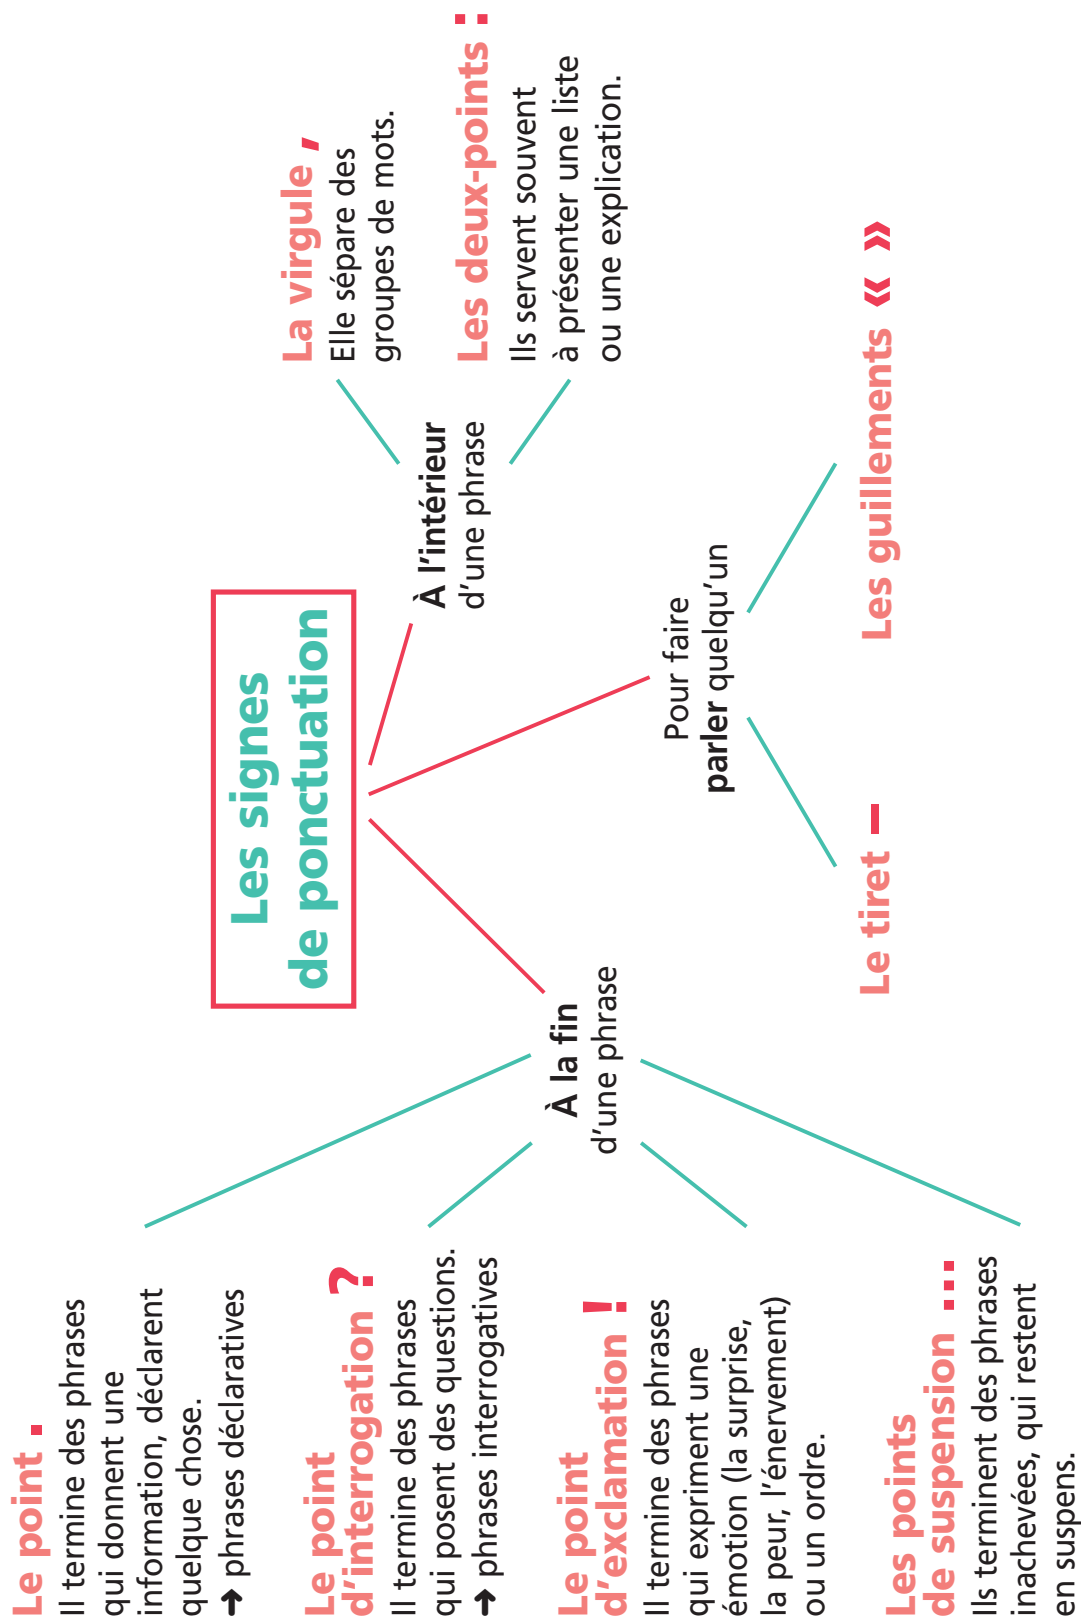 Les signes
de ponctuation
À la fin
d'une phrase
Le point .
Il termine des phrases
qui donnent une
information, déclarent
quelque chose.
➔ phrases déclaratives
Le point
d'interrogation ?
Il termine des phrases
qui posent des questions.
➔ phrases interrogatives
Le point
d'exclamation !
Il termine des phrases
qui expriment une
émotion (la surprise,
la peur, l'énervement)
ou un ordre.
Les points
de suspension ...
Ils terminent des phrases
inachevées, qui restent
en suspens.
Pour faire
parler quelqu'un
Le tiret –
Les guillements « »
À l'intérieur
d'une phrase
La virgule ,
Elle sépare des
groupes de mots.
Les deux-points :
Ils servent souvent
à présenter une liste
ou une explication.